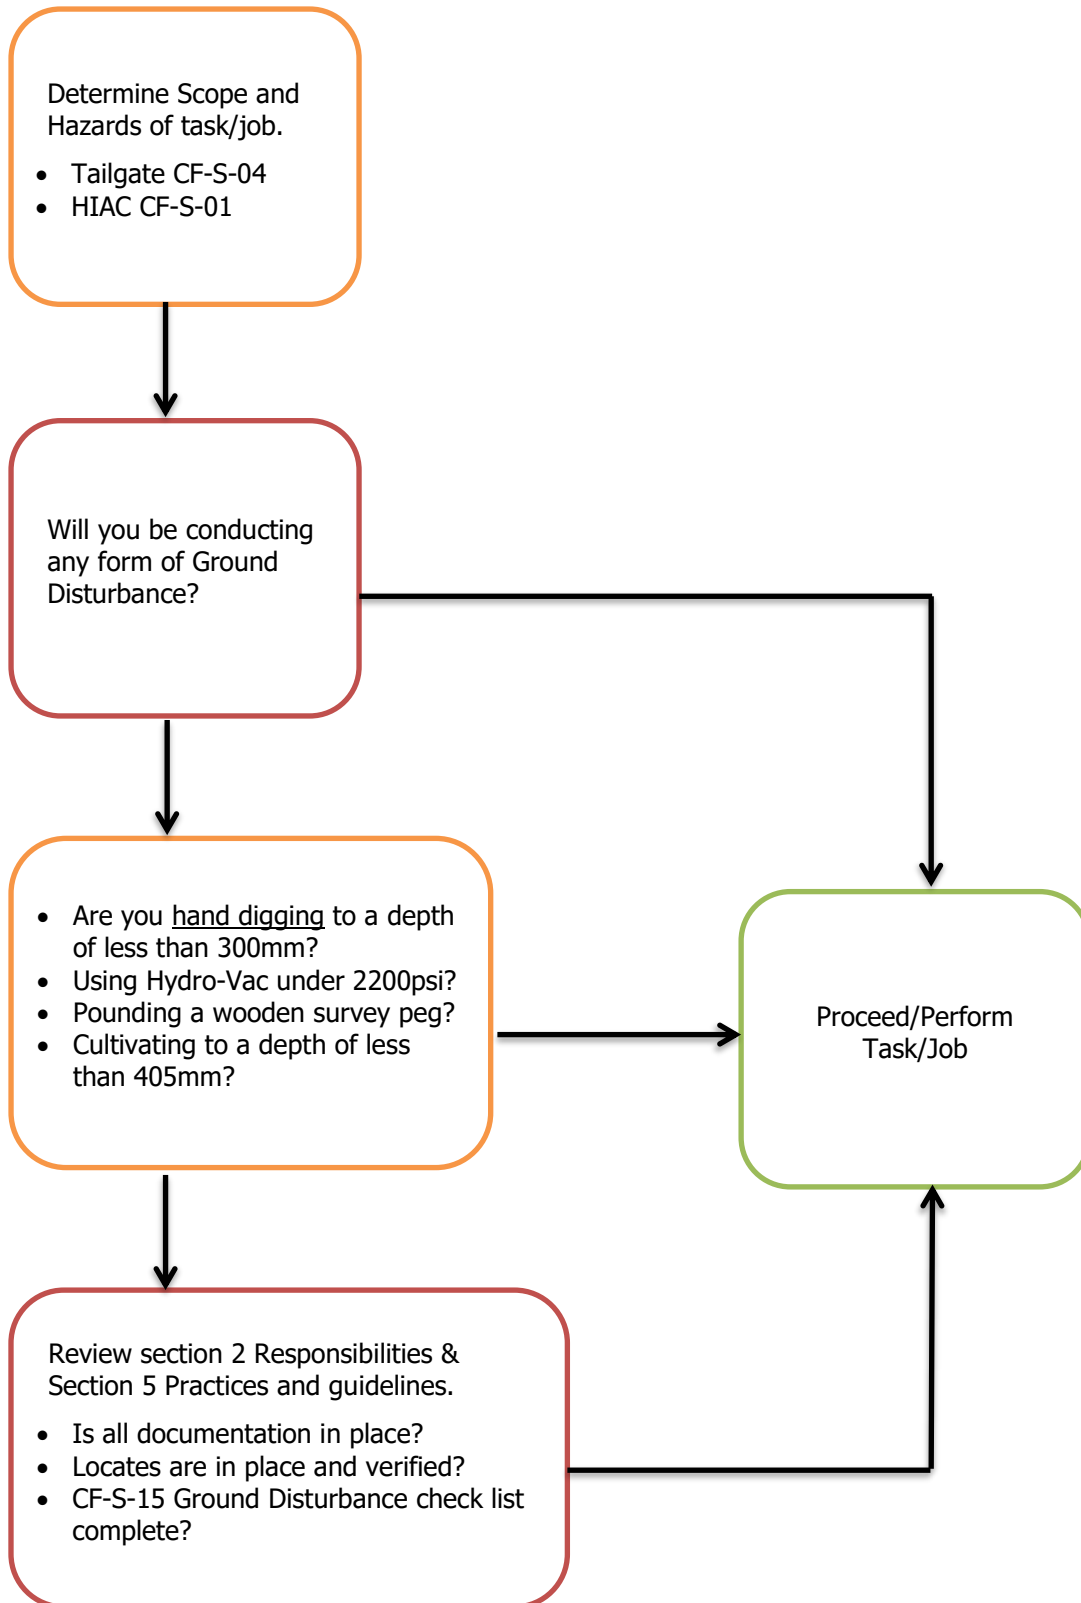 Determine Scope and
Hazards of task/job.
• Tailgate CF-S-04
• HIAC CF-S-01
Will you be conducting
any form of Ground
Disturbance?
• Are you hand digging to a depth
of less than 300mm?
• Using Hydro-Vac under 2200psi?
• Pounding a wooden survey peg?
• Cultivating to a depth of less
than 405mm?
Proceed/Perform
Task/Job
Review section 2 Responsibilities &
Section 5 Practices and guidelines.
• Is all documentation in place?
• Locates are in place and verified?
• CF-S-15 Ground Disturbance check list
complete?